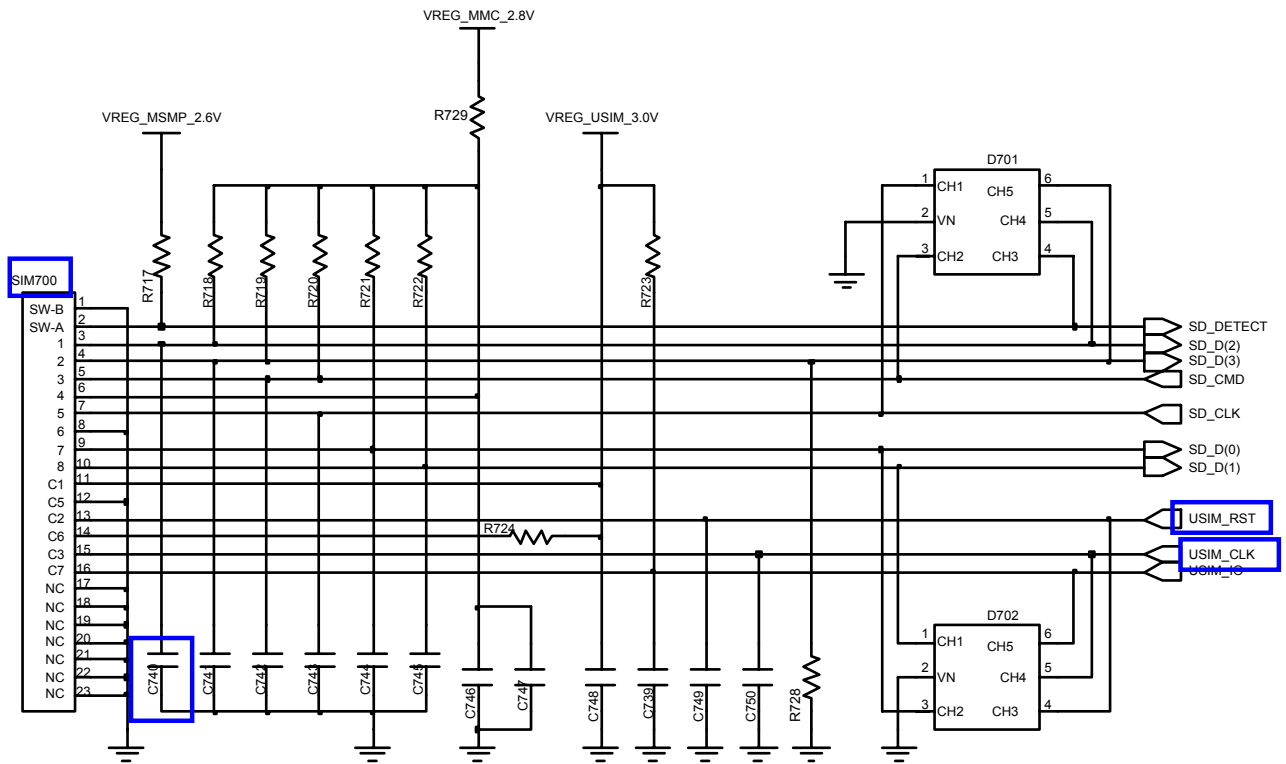 VREG_MMC_2.8V
R729
VREG_MSMP_2.6V
VREG_USIM_3.0V
D701
1
CH1
CH5
6
2
VN
CH4
5
3
CH2
CH3
4
R717
R718
R719
R720
R721
R722
R723
SIM700
SW-B
1
SW-A
2
1
3
2
4
3
5
4
6
5
7
6
8
7
9
8
10
C1
11
C5
12
C2
13
C6
14
C3
15
C7
16
NC
17
NC
18
NC
19
NC
20
NC
21
NC
22
NC
23
SD_DETECT
SD_D(2)
SD_D(3)
SD_CMD
SD_CLK
SD_D(0)
SD_D(1)
R724
USIM_RST
USIM_CLK
USIM_IO
D702
1
CH1
CH5
6
2
VN
CH4
5
3
CH2
CH3
4
C740
C741
C742
C743
C744
C745
C746
C747
C748
C739
C749
C750
R728